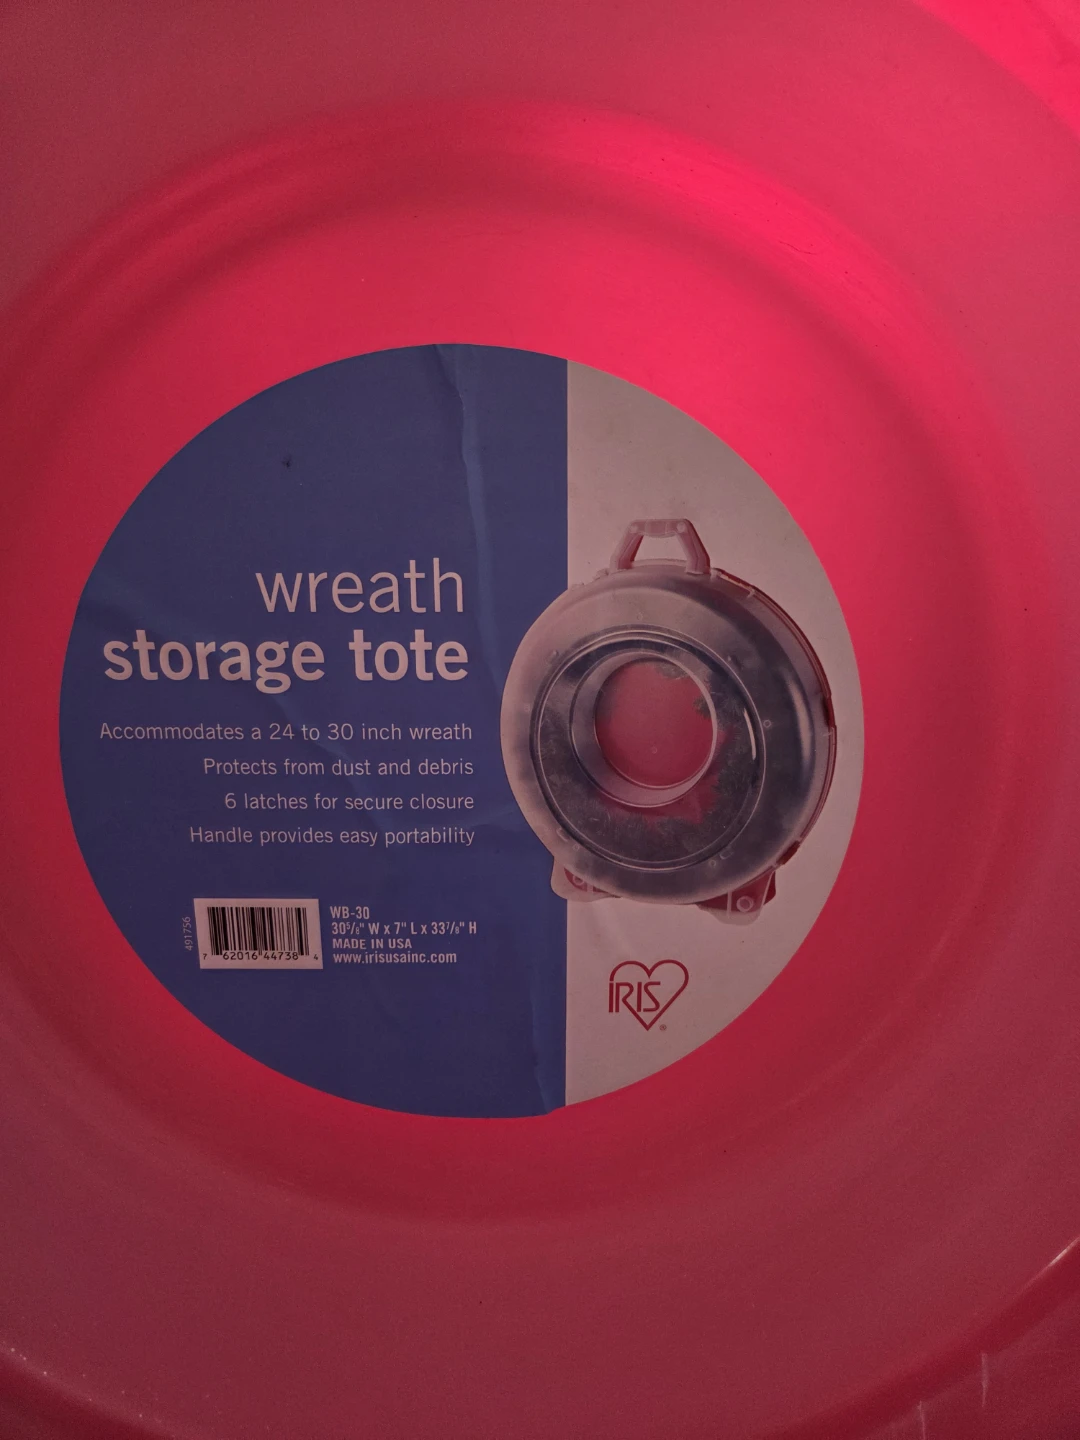 wreath
storage tote
Accommodates a 24 to 30 inch wreath
Protects from dust and debris
6 latches for secure closure
Handle provides easy portability
491756
7 62016 44738 4
WB-30
30⁵/₈" W x 7" L x 33⁷/₈" H
MADE IN USA
www.irisusainc.com
IRIS®